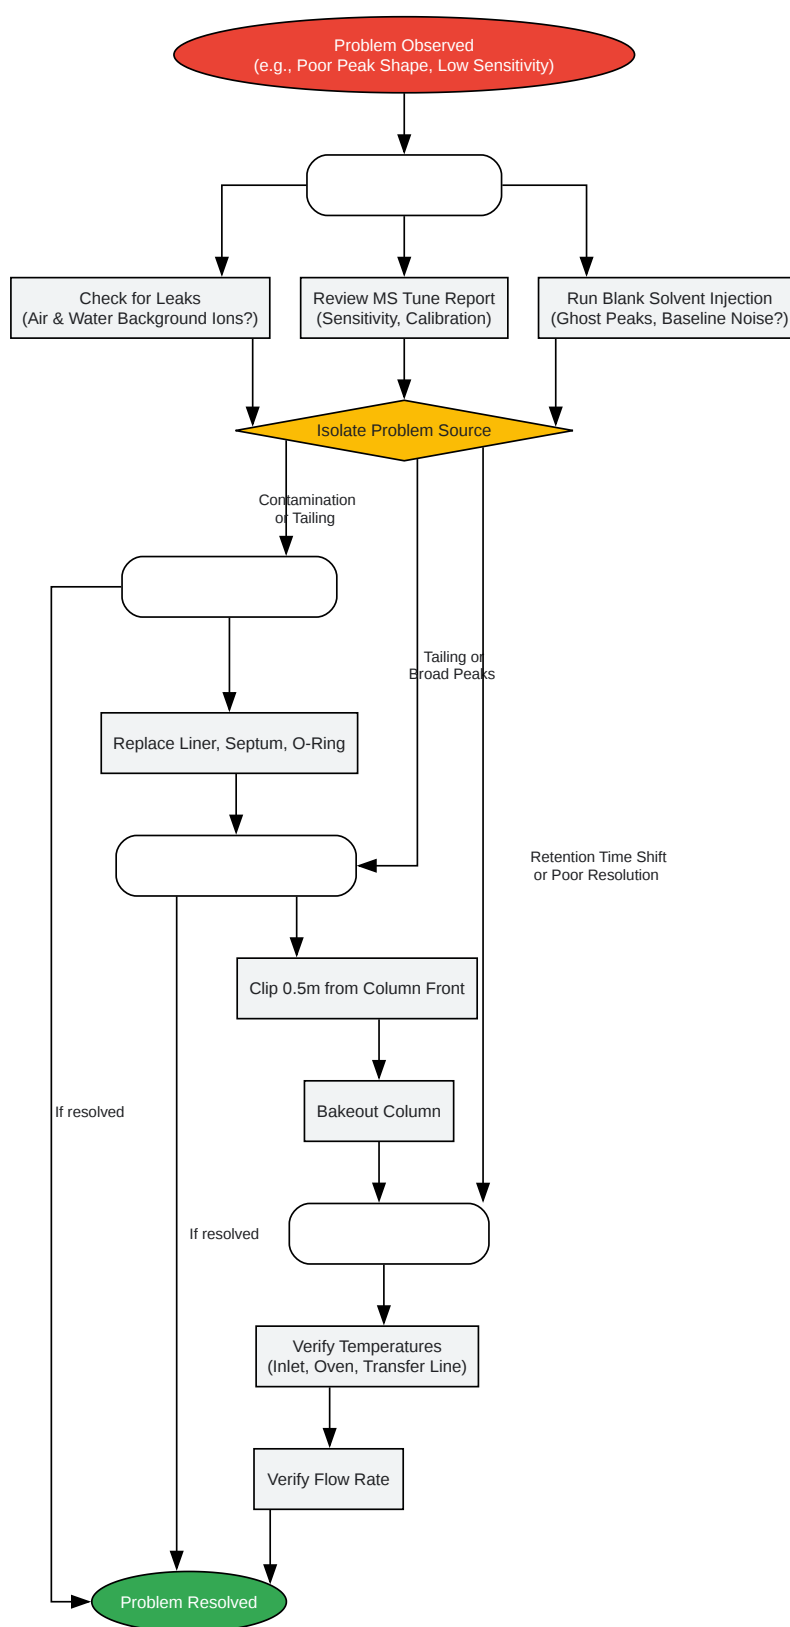 Problem Observed
(e.g., Poor Peak Shape, Low Sensitivity)
Check for Leaks
(Air & Water Background Ions?)
Review MS Tune Report
(Sensitivity, Calibration)
Run Blank Solvent Injection
(Ghost Peaks, Baseline Noise?)
Isolate Problem Source
Contamination
or Tailing
Tailing or
Broad Peaks
Replace Liner, Septum, O-Ring
Retention Time Shift
or Poor Resolution
Clip 0.5m from Column Front
If resolved
Bakeout Column
If resolved
Verify Temperatures
(Inlet, Oven, Transfer Line)
Verify Flow Rate
Problem Resolved